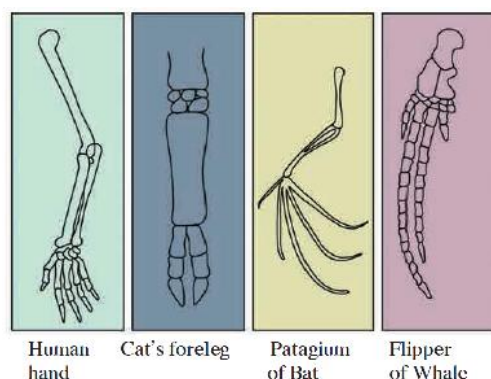 Human
hand
Cat's foreleg
Patagium
of Bat
Flipper
of Whale